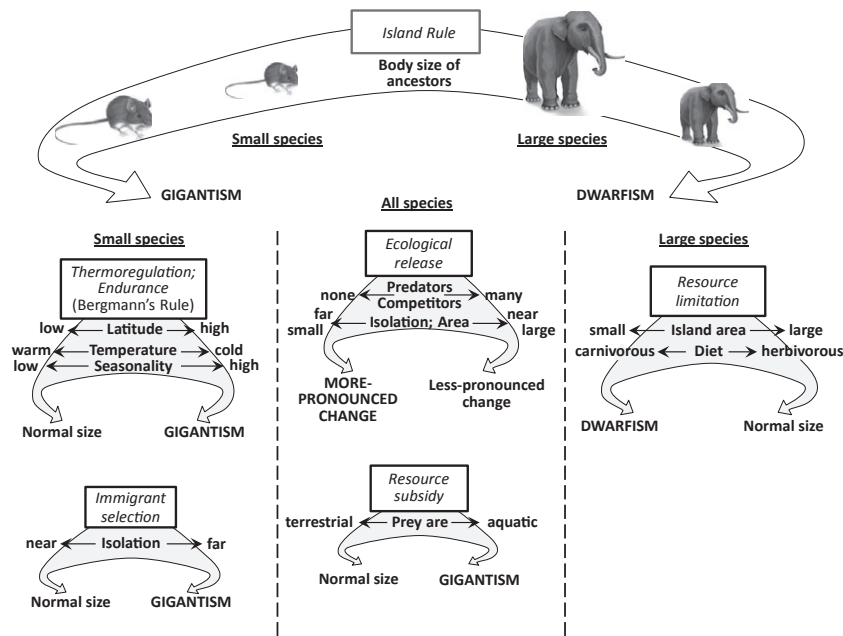 Island Rule
Body size of
ancestors
Small species
Large species
GIGANTISM
DWARFISM
All species
Small species
Thermoregulation;
Endurance
(Bergmann's Rule)
low Latitude high
warm Temperature cold
low Seasonality high
Normal size GIGANTISM
Immigrant
selection
near Isolation far
Normal size GIGANTISM
Ecological
release
none Predators many
Competitors
far near
small Isolation; Area large
MORE-
PRONOUNCED
CHANGE
Less-pronounced
change
Resource
subsidy
terrestrial Prey are aquatic
Normal size GIGANTISM
Large species
Resource
limitation
small Island area large
carnivorous Diet herbivorous
DWARFISM Normal size